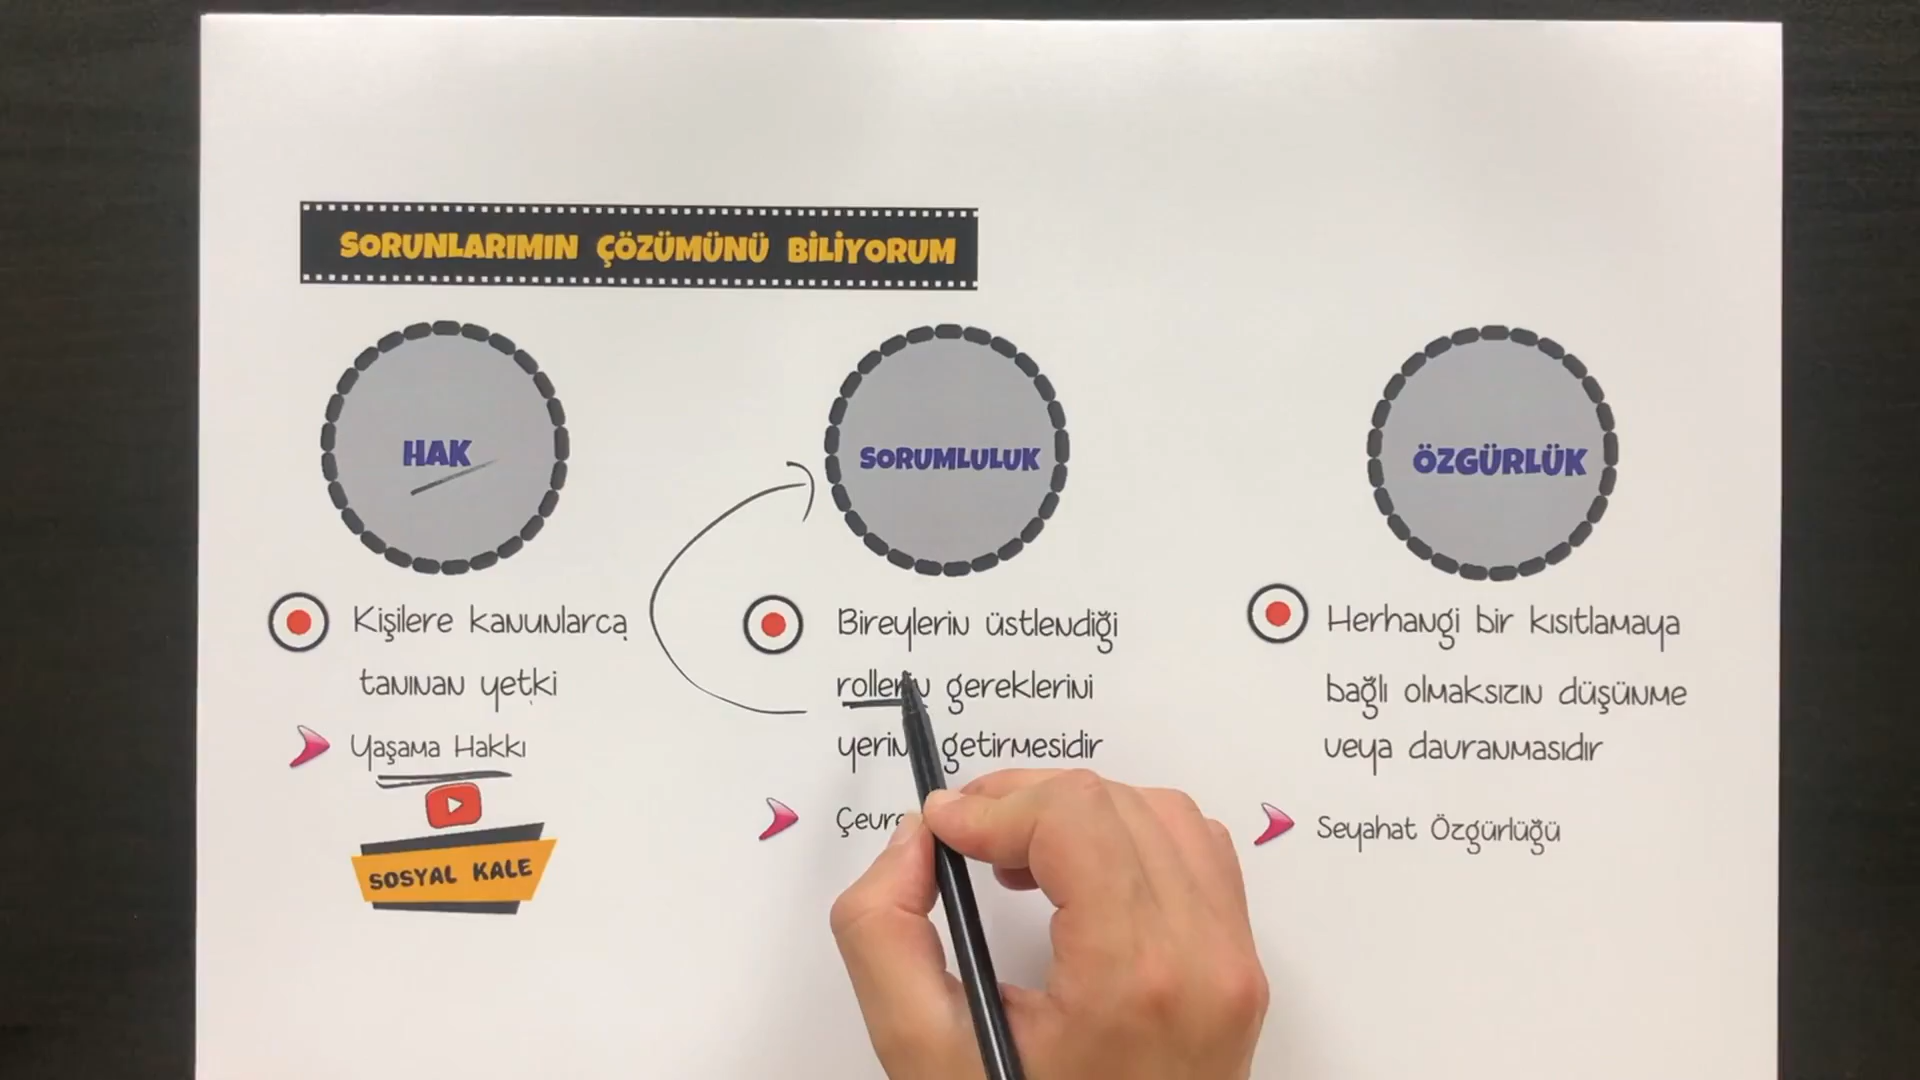 SORUNLARIMIN ÇÖZÜMÜNÜ BİLİYORUM
HAK
Kişilere kanunlarca
tanınan yetki
Yaşama Hakkı
SOSYAL KALE
SORUMLULUK
Bireylerin üstlendiği
rollerin gereklerini
yerine getirmesidir
ÖZGÜRLÜK
Herhangi bir kısıtlamaya
bağlı olmaksızın düşünme
veya davranmasıdır
Seyahat Özgürlüğü